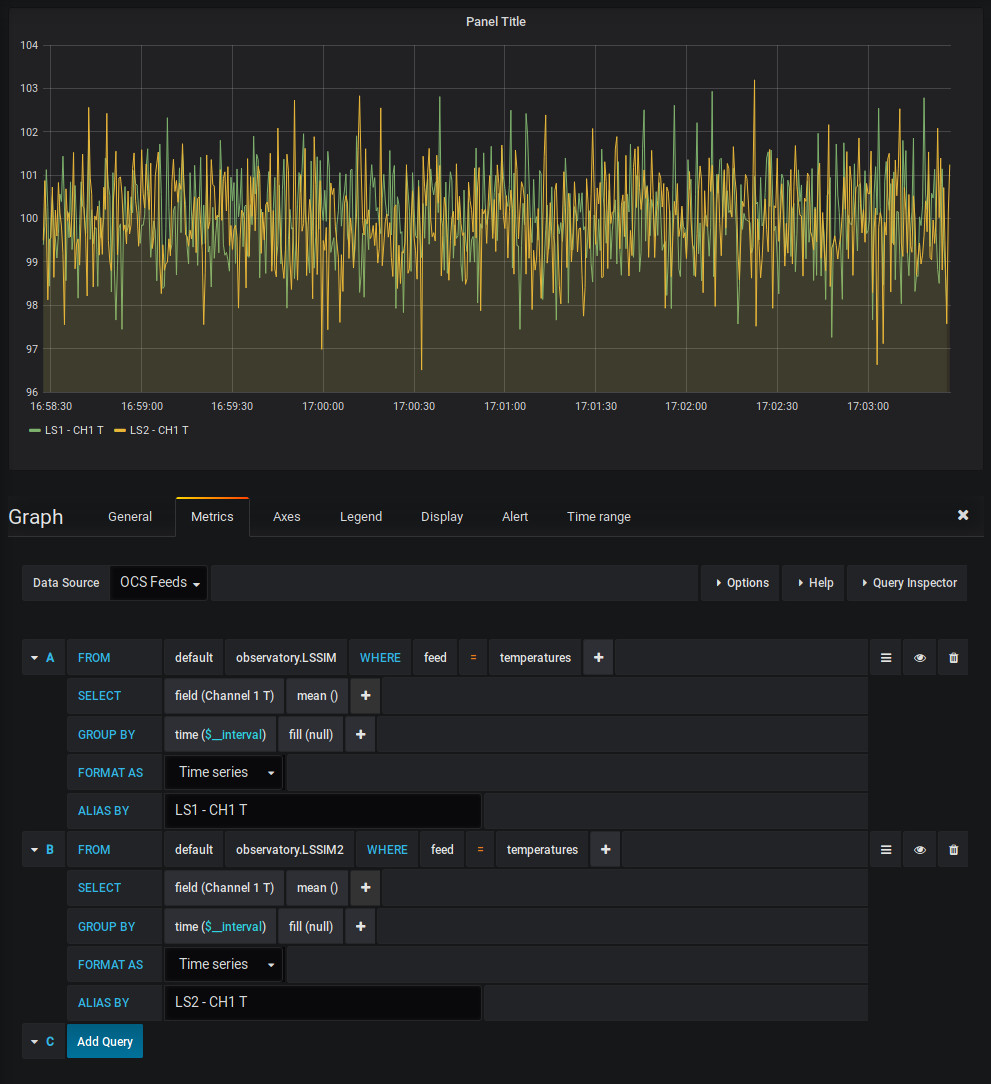 Panel Title
104
103
102
101
100
99
98
97
96
16:58:30 16:59:00 16:59:30 17:00:00 17:00:30 17:01:00 17:01:30 17:02:00 17:02:30 17:03:00
LS1 - CH1 T LS2 - CH1 T
Graph General Metrics Axes Legend Display Alert Time range
Data Source OCS Feeds Options Help Query Inspector
A FROM default observatory.LSSIM WHERE feed = temperatures +
SELECT field (Channel 1 T) mean () +
GROUP BY time ($__interval) fill (null) +
FORMAT AS Time series
ALIAS BY LS1 - CH1 T
B FROM default observatory.LSSIM2 WHERE feed = temperatures +
SELECT field (Channel 1 T) mean () +
GROUP BY time ($__interval) fill (null) +
FORMAT AS Time series
ALIAS BY LS2 - CH1 T
C Add Query